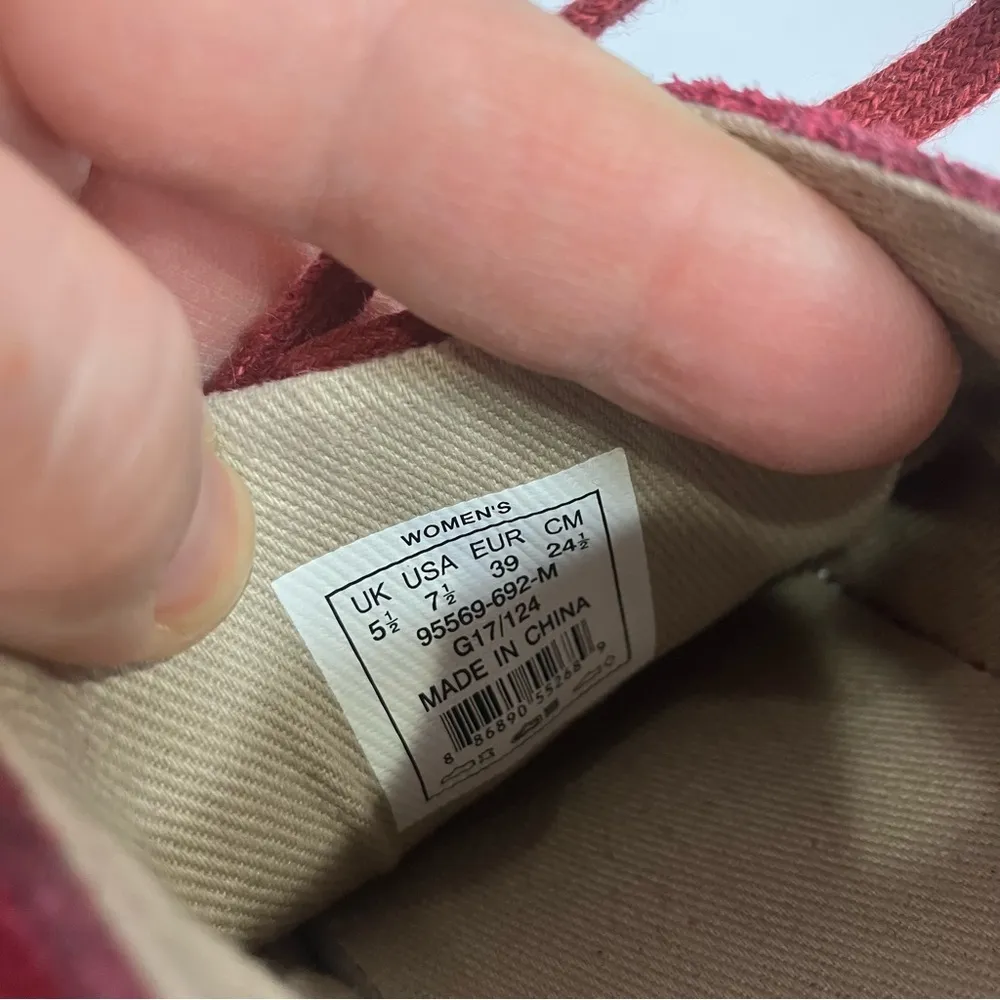 WOMEN'S
UK USA EUR CM
5½ 7½ 39 24½
95569-692-M
G17/124
MADE IN CHINA
8 86890 55268 9